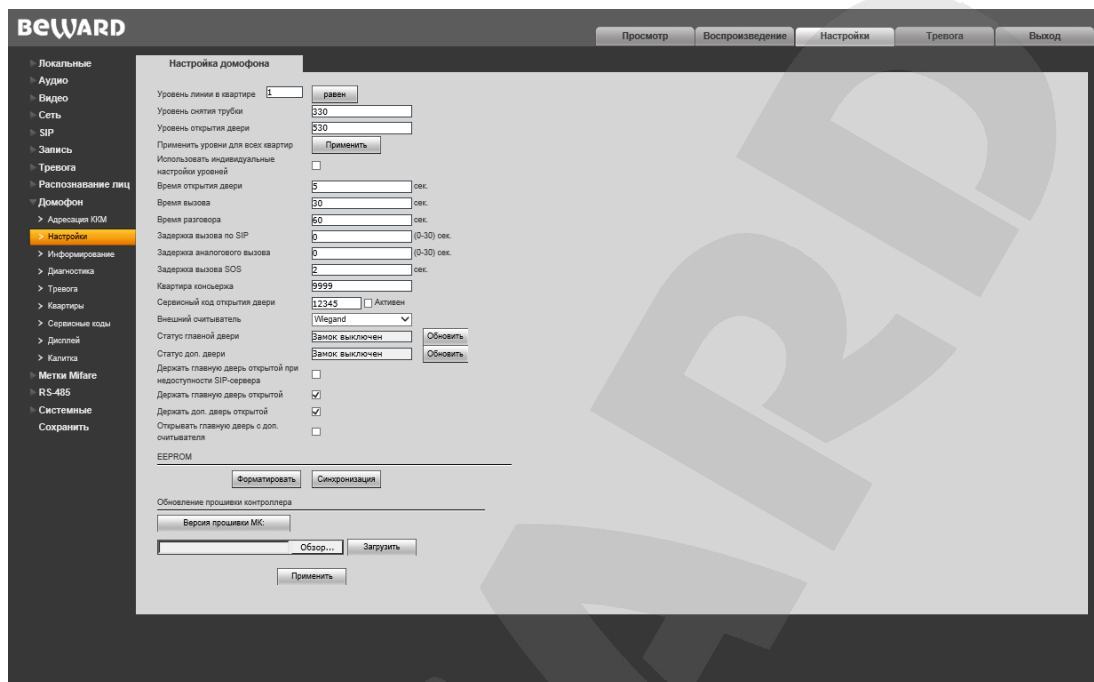 BEWARD
Просмотр Воспроизведение Настройки Тревога Выход
Локальные
Аудио
Видео
Сеть
SIP
Запись
Тревога
Распознавание лиц
Домофон
> Адресация ККМ
> Настройки
> Информирование
> Диагностика
> Тревога
> Квартиры
> Сервисные коды
> Дисплей
> Калитка
Метки Mifare
RS-485
Системные
Сохранить
Настройка домофона
Уровень линии в квартире 1 равен
Уровень снятия трубки 330
Уровень открытия двери 530
Применить уровни для всех квартир Применить
Использовать индивидуальные
настройки уровней
Время открытия двери 5 сек.
Время вызова 30 сек.
Время разговора 60 сек.
Задержка вызова по SIP 0 (0-30) сек.
Задержка аналогового вызова 0 (0-30) сек.
Задержка вызова SOS 2 сек.
Квартира консьержа 9999
Сервисный код открытия двери 12345 Активен
Внешний считыватель Wiegand
Статус главной двери Замок выключен Обновить
Статус доп. двери Замок выключен Обновить
Держать главную дверь открытой при
недоступности SIP-сервера
Держать главную дверь открытой
Держать доп. дверь открытой
Открывать главную дверь с доп.
считывателя
EEPROM
Форматировать Синхронизация
Обновление прошивки контроллера
Версия прошивки МК:
Обзор... Загрузить
Применить